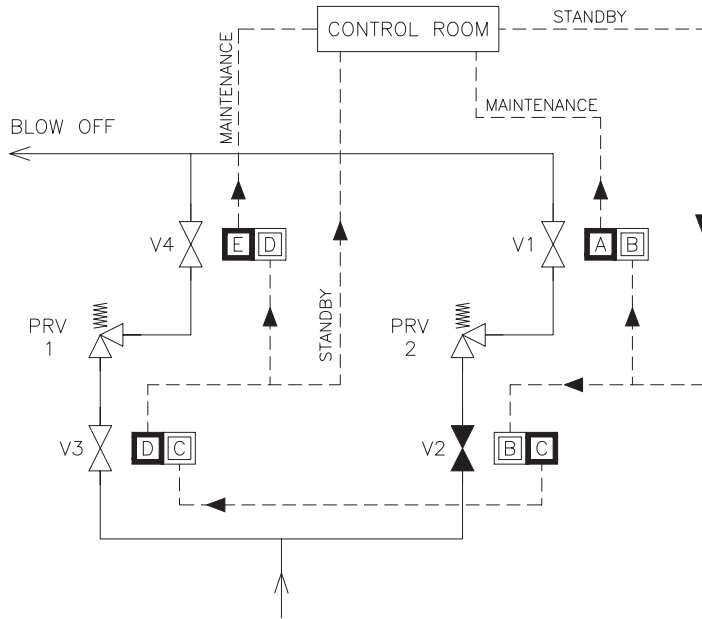 CONTROL ROOM
STANDBY
MAINTENANCE
MAINTENANCE
BLOW OFF
V4
E D
V1
A B
PRV
1
STANDBY
PRV
2
V3
D C
V2
B C